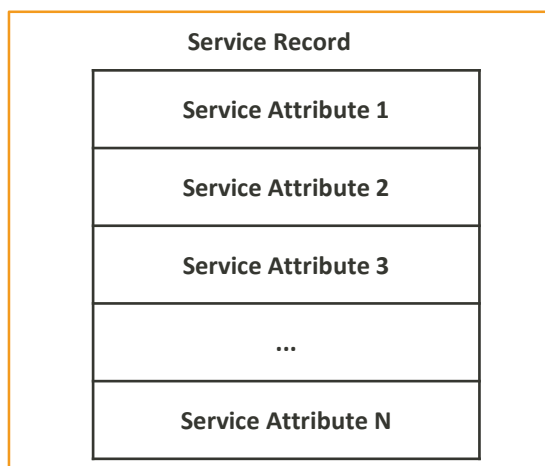 Service Record
Service Attribute 1
Service Attribute 2
Service Attribute 3
...
Service Attribute N